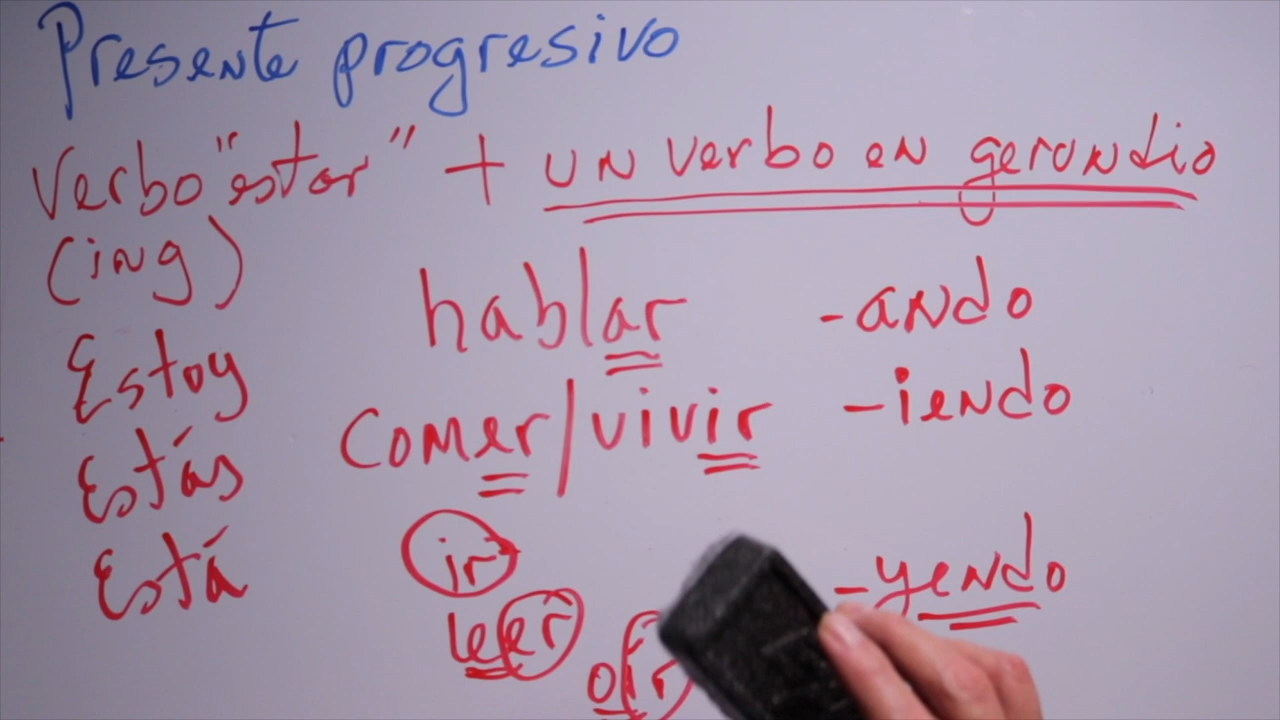 Presente progresivo
Verbo "estar" + un verbo en gerundio
(ing)
hablar -ando
Estoy
comer/vivir -iendo
Estás
ir -yendo
Está
leer
oír